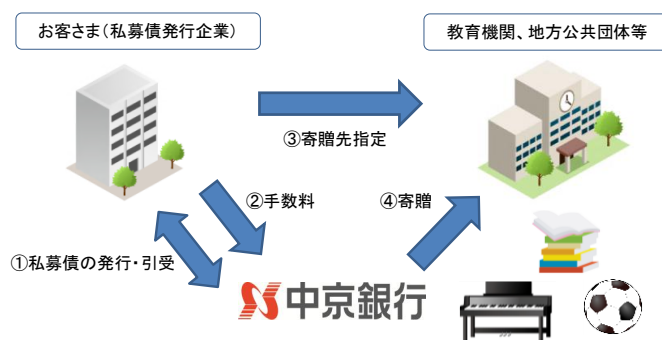 お客さま（私募債発行企業）
教育機関、地方公共団体等
③寄贈先指定
②手数料
④寄贈
①私募債の発行・引受
中京銀行